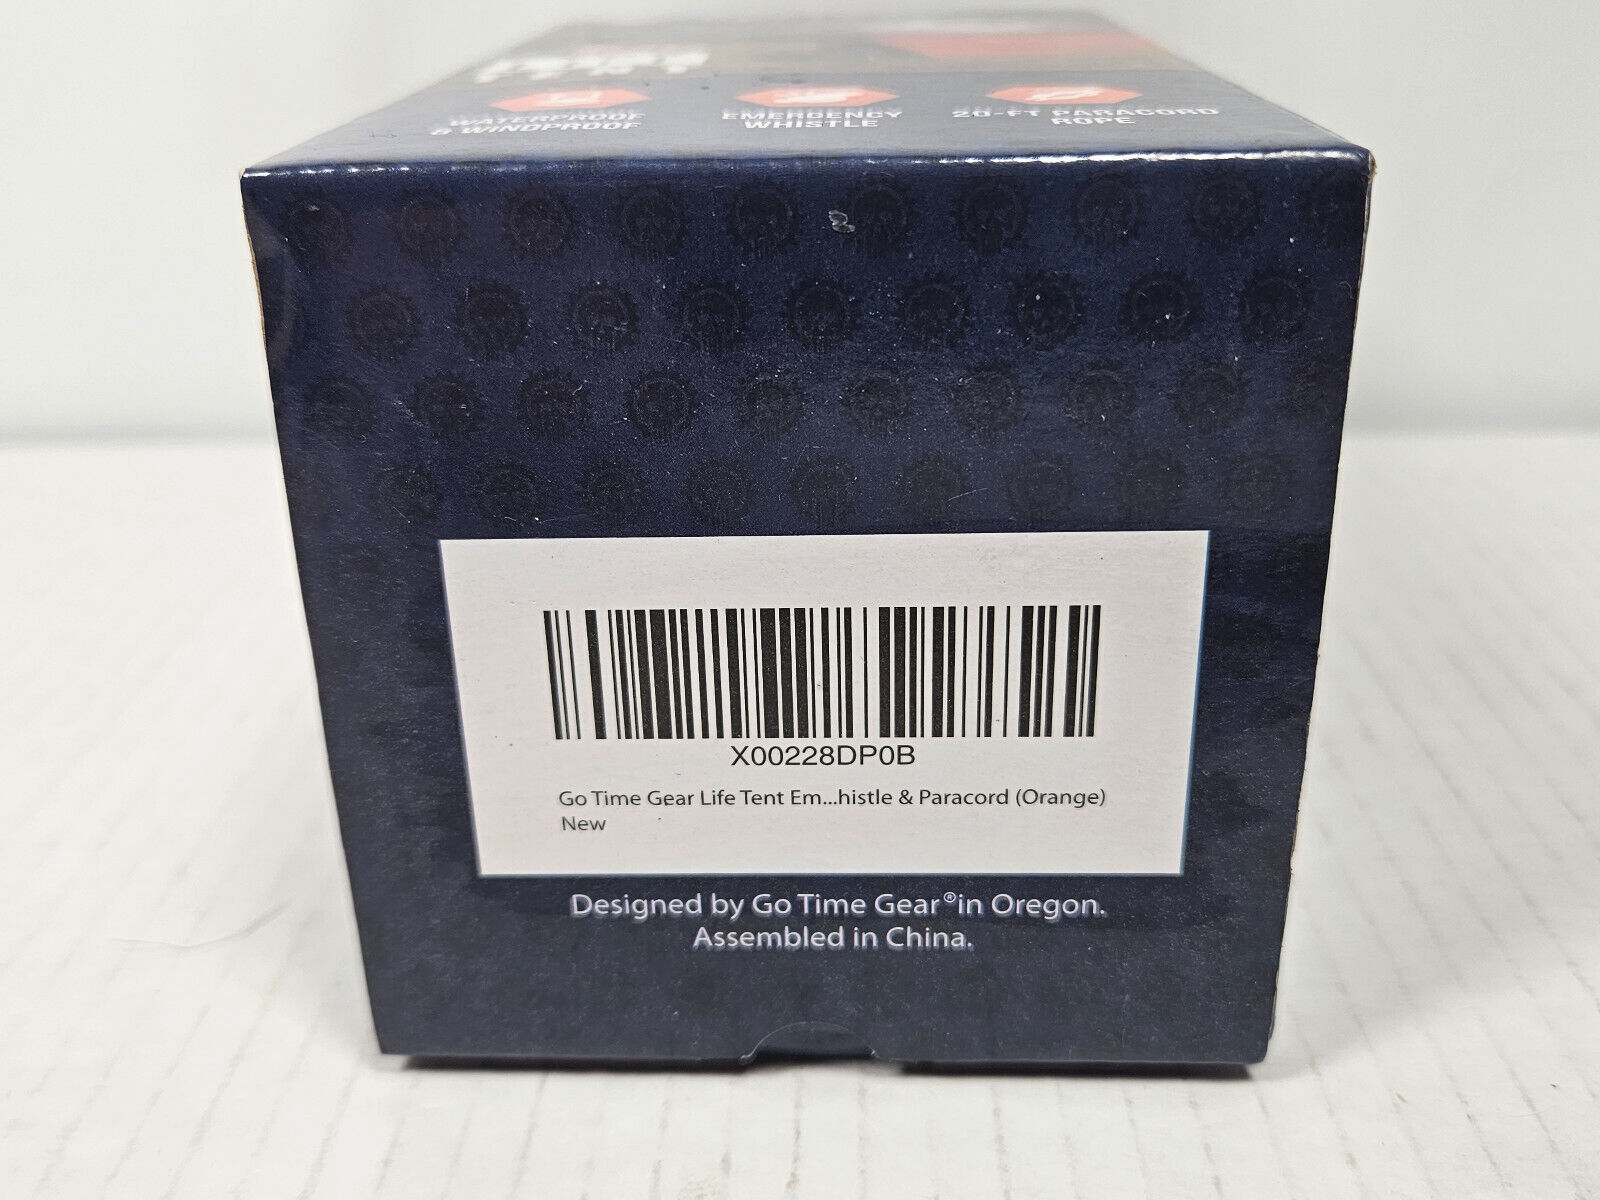 WATERPROOF
& WINDPROOF
EMERGENCY
WHISTLE
20-FT PARACORD
ROPE
X00228DP0B
Go Time Gear Life Tent Em...histle & Paracord (Orange)
New
Designed by Go Time Gear® in Oregon.
Assembled in China.